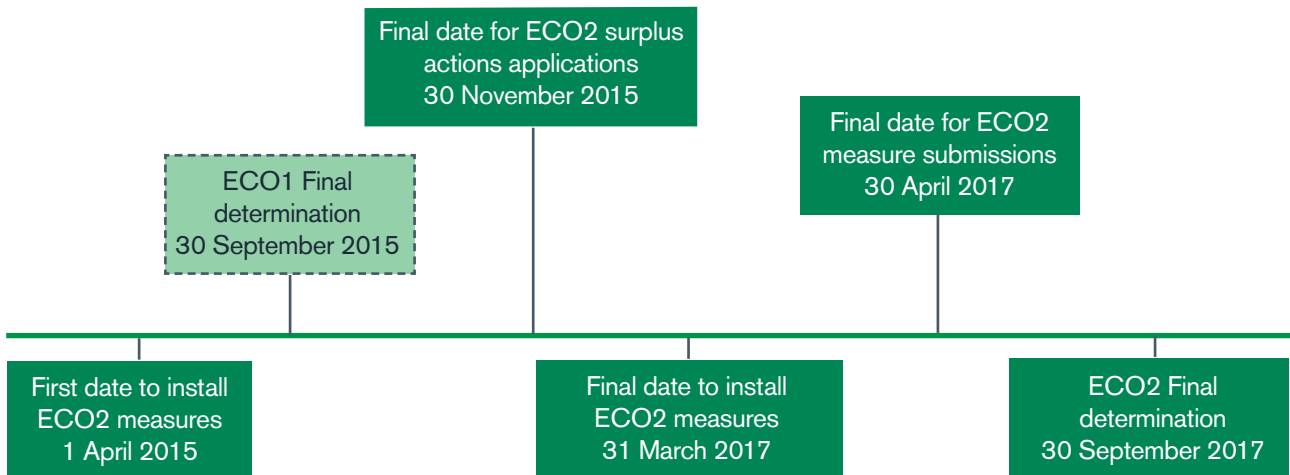 Final date for ECO2 surplus
actions applications
30 November 2015
Final date for ECO2
measure submissions
30 April 2017
ECO1 Final
determination
30 September 2015
First date to install
ECO2 measures
1 April 2015
Final date to install
ECO2 measures
31 March 2017
ECO2 Final
determination
30 September 2017